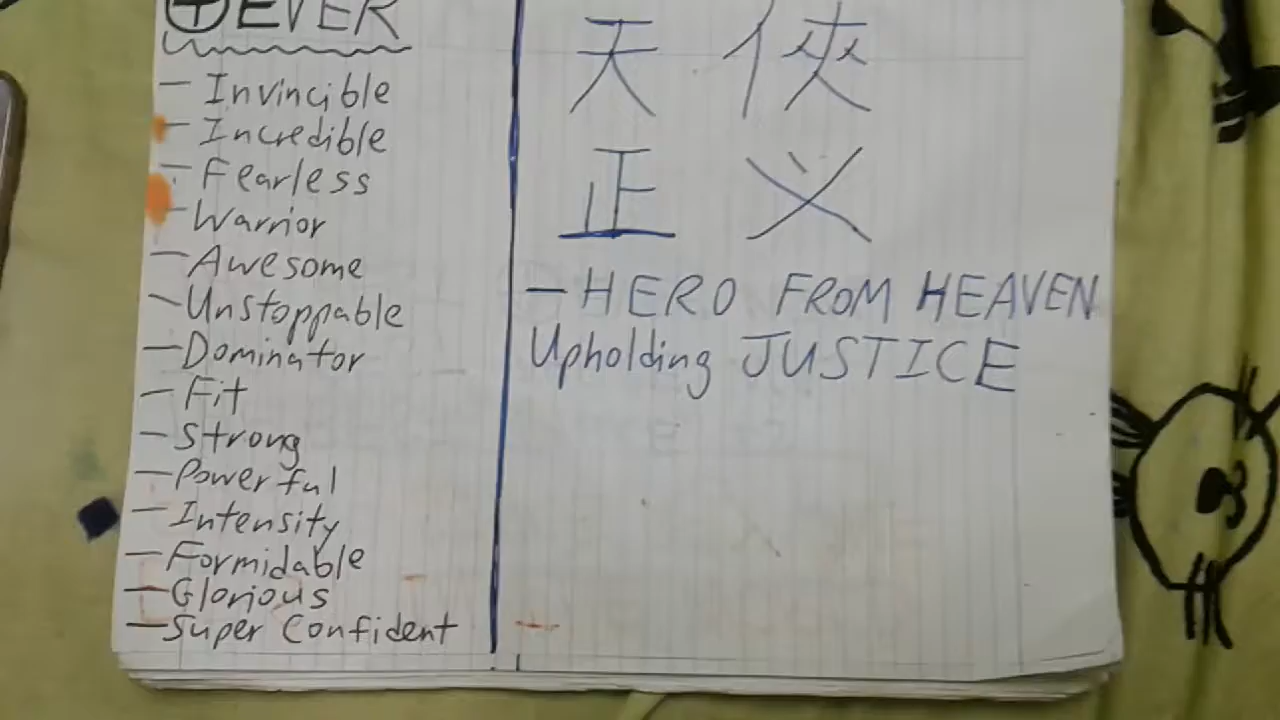 ⊕EVER
- Invincible
- Incredible
- Fearless
- Warrior
- Awesome
- Unstoppable
- Dominator
- Fit
- Strong
- Powerful
- Intensity
- Formidable
- Glorious
- Super Confident
天 俠
正 义
- HERO FROM HEAVEN
Upholding JUSTICE